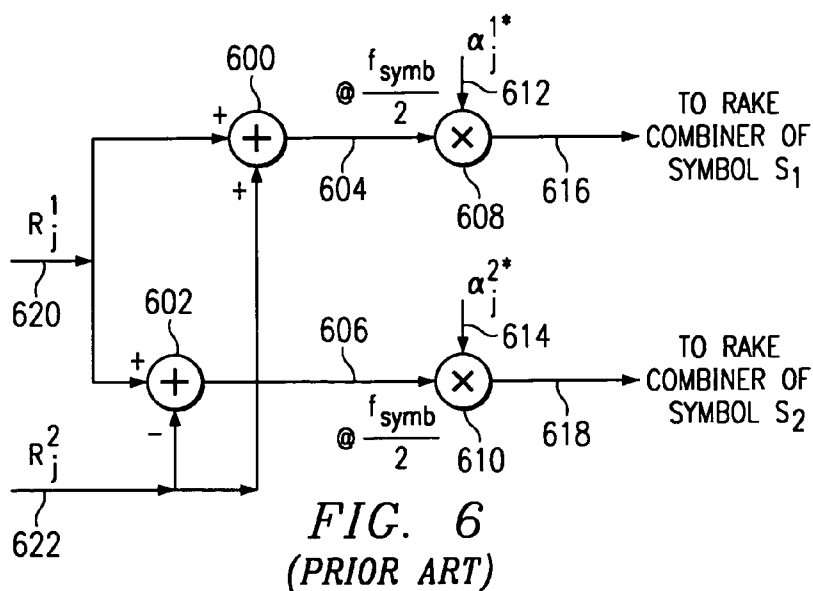 600
@ f_symb/2
α_j^1*
612
+
+
+
×
604
608
616
TO RAKE
COMBINER OF
SYMBOL S_1
R_j^1
620
602
+
+
-
606
@ f_symb/2
α_j^2*
614
×
610
618
TO RAKE
COMBINER OF
SYMBOL S_2
R_j^2
622
FIG. 6
(PRIOR ART)